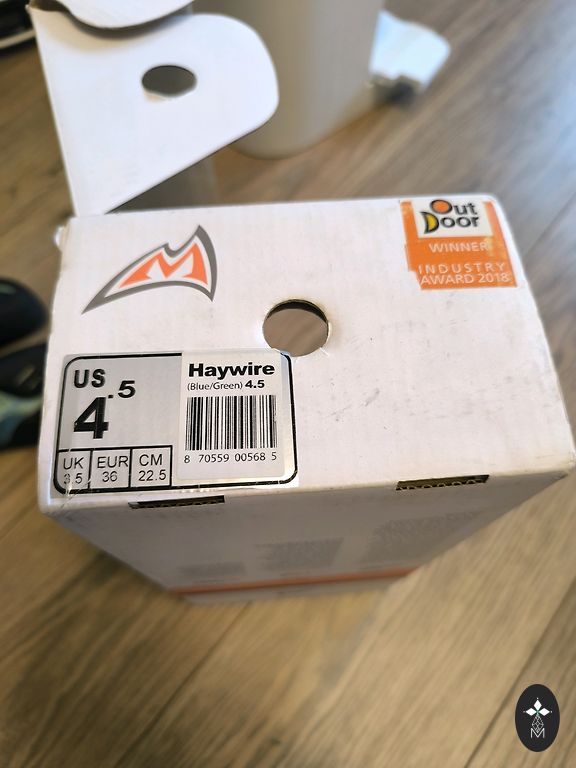 Out
Door
WINNER
INDUSTRY
AWARD 2018
US
4.5
UK EUR CM
3.5 36 22.5
Haywire
(Blue/Green) 4.5
8 70559 00568 5